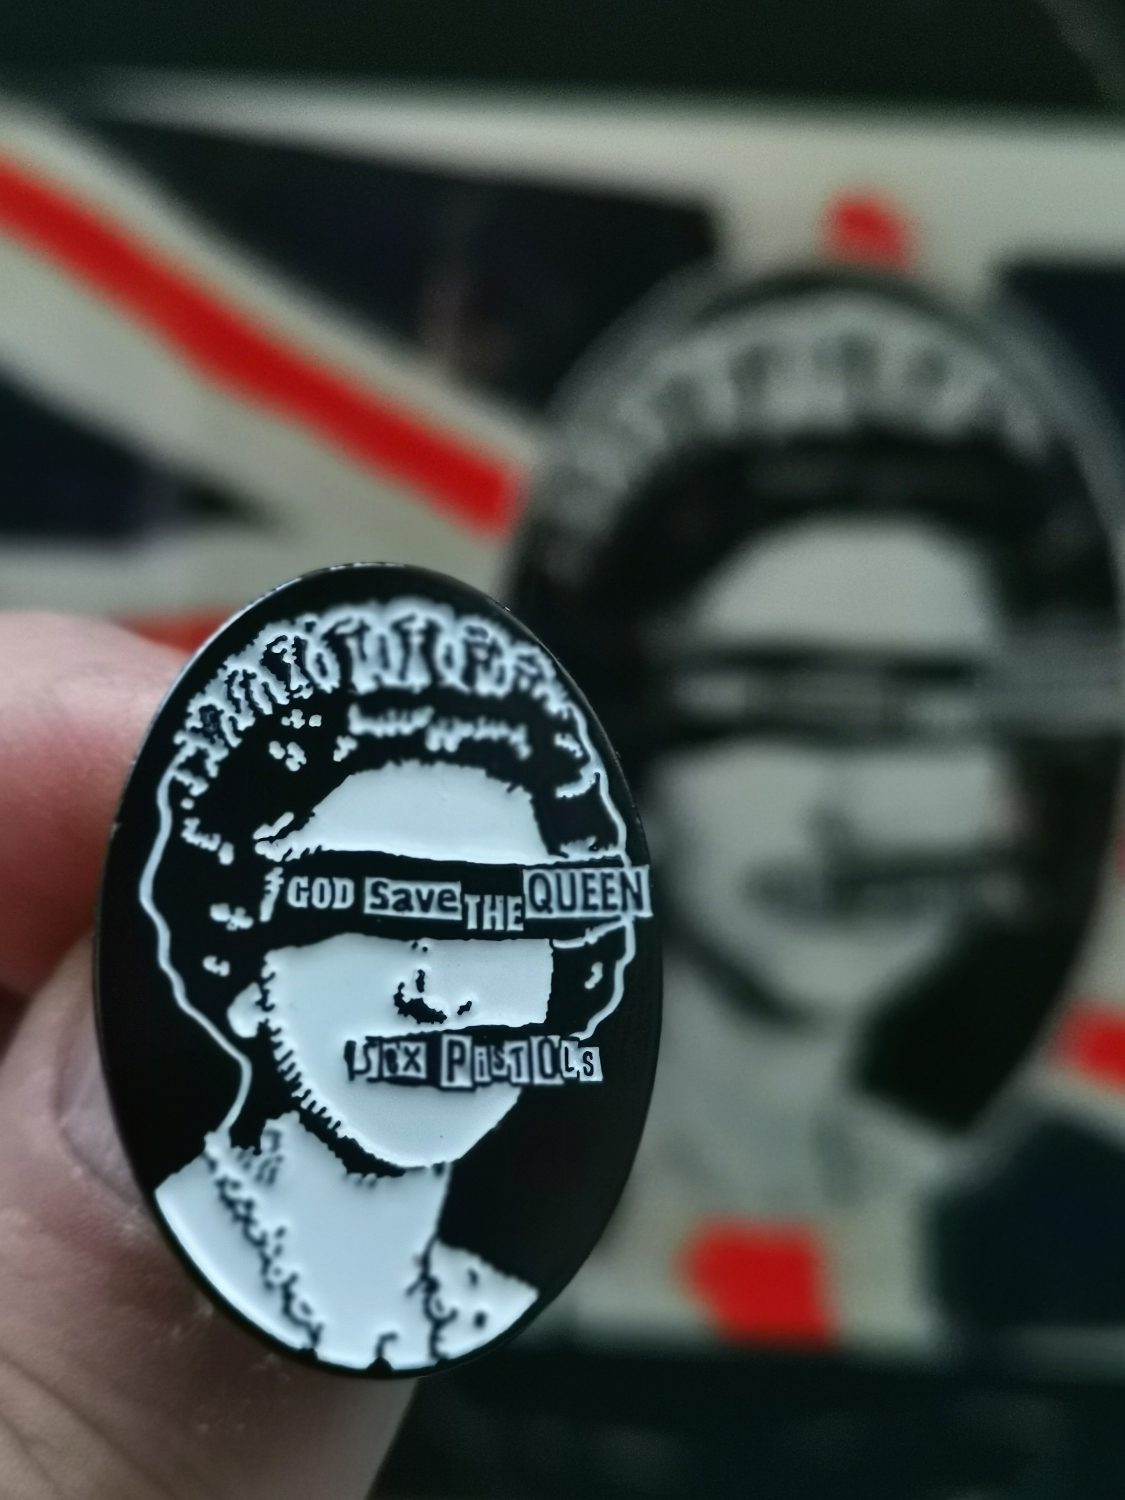 GOD Save THE QUEEN
SEX PiSTOLS